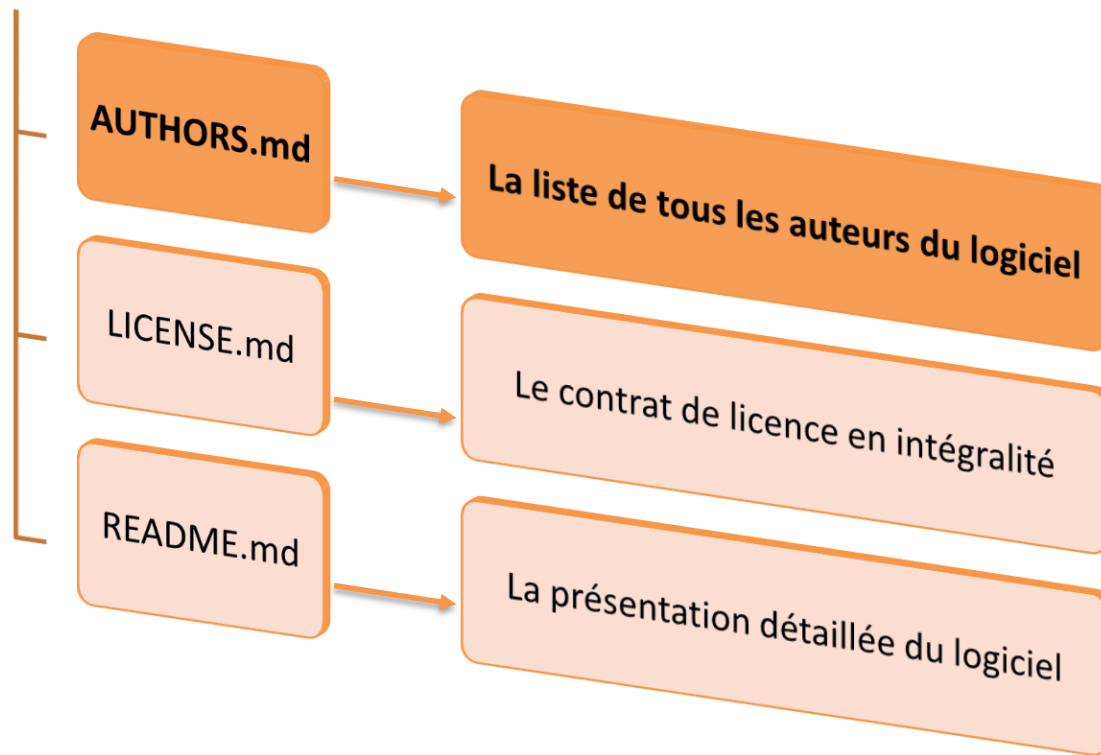 AUTHORS.md
La liste de tous les auteurs du logiciel
LICENSE.md
Le contrat de licence en intégralité
README.md
La présentation détaillée du logiciel